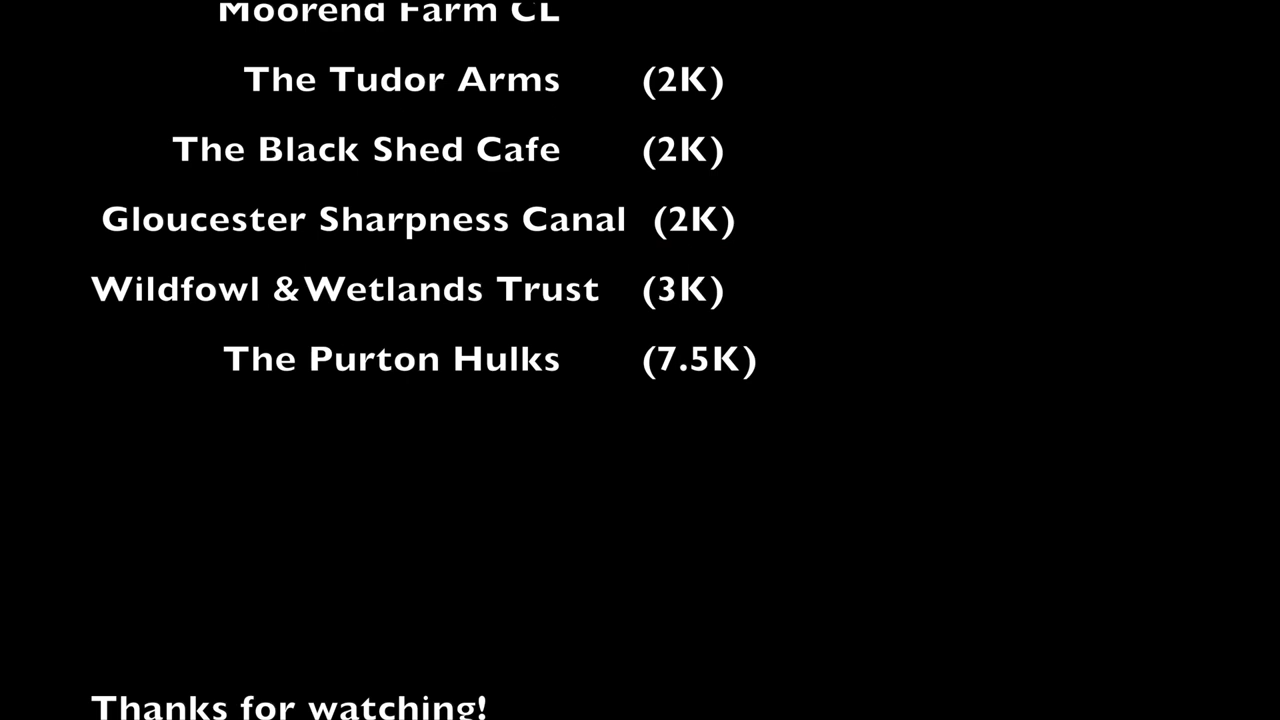 Moorend Farm CL
The Tudor Arms (2K)
The Black Shed Cafe (2K)
Gloucester Sharpness Canal (2K)
Wildfowl & Wetlands Trust (3K)
The Purton Hulks (7.5K)
Thanks for watching!